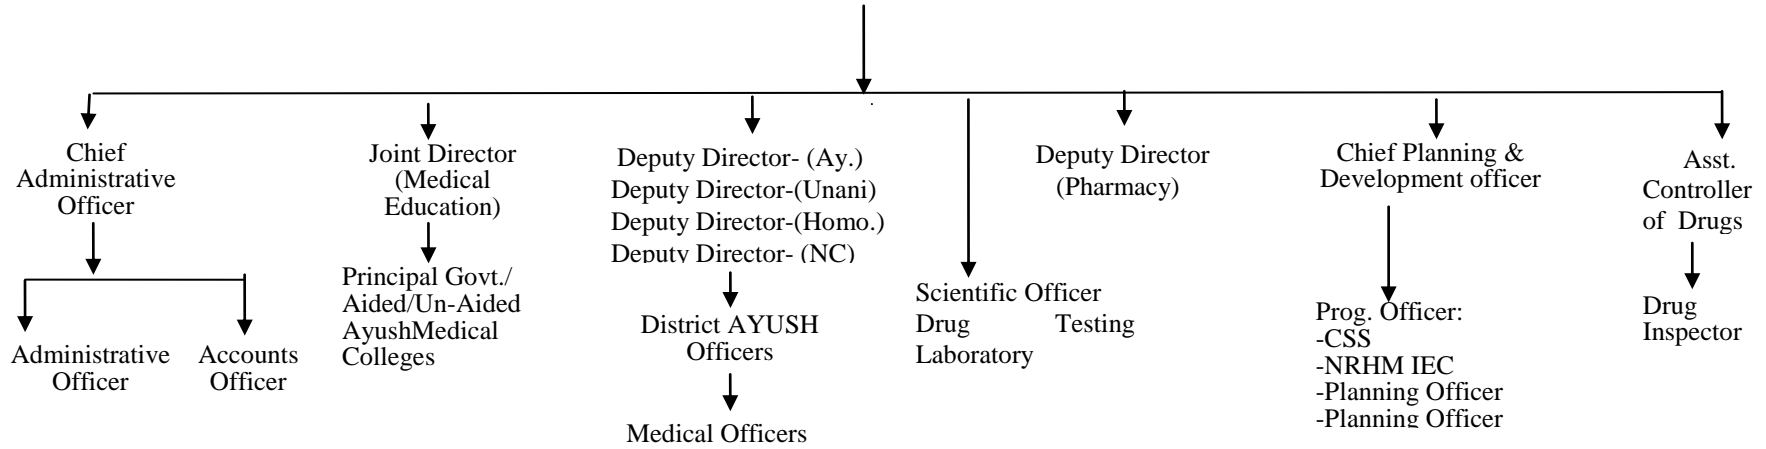 Chief
Administrative
Officer
Joint Director
(Medical
Education)
Deputy Director- (Ay.)
Deputy Director-(Unani)
Deputy Director-(Homo.)
Deputy Director- (NC)
Deputy Director
(Pharmacy)
Chief Planning &
Development officer
Asst.
Controller
of Drugs
Administrative
Officer
Accounts
Officer
Principal Govt./
Aided/Un-Aided
AyushMedical
Colleges
District AYUSH
Officers
Medical Officers
Scientific Officer
Drug Testing
Laboratory
Prog. Officer:
-CSS
-NRHM IEC
-Planning Officer
-Planning Officer
Drug
Inspector